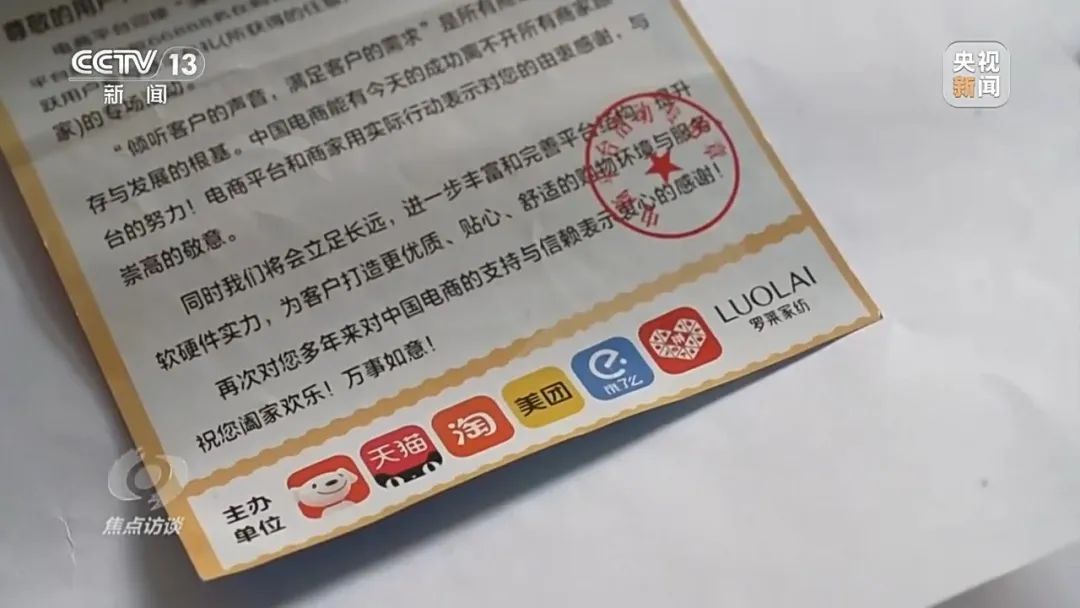 CCTV 13
新闻
央视
新闻
尊敬的用户
家)的专场活动。
“倾听客户的声音，满足客户的需求”是所有
存与发展的根基。中国电商能有今天的成功离不开所有商家
台的努力！电商平台和商家用实际行动表示对您的由衷感谢，与
崇高的敬意。
同时我们将会立足长远，进一步丰富和完善平台结构、提升
软硬件实力，为客户打造更优质、贴心、舒适的购物环境与服务
再次对您多年来对中国电商的支持与信赖表示衷心的感谢！
祝您阖家欢乐！万事如意！
主办
单位
天猫
淘
美团
饿了么
拼
LUOLAI
罗莱家纺
焦点访谈